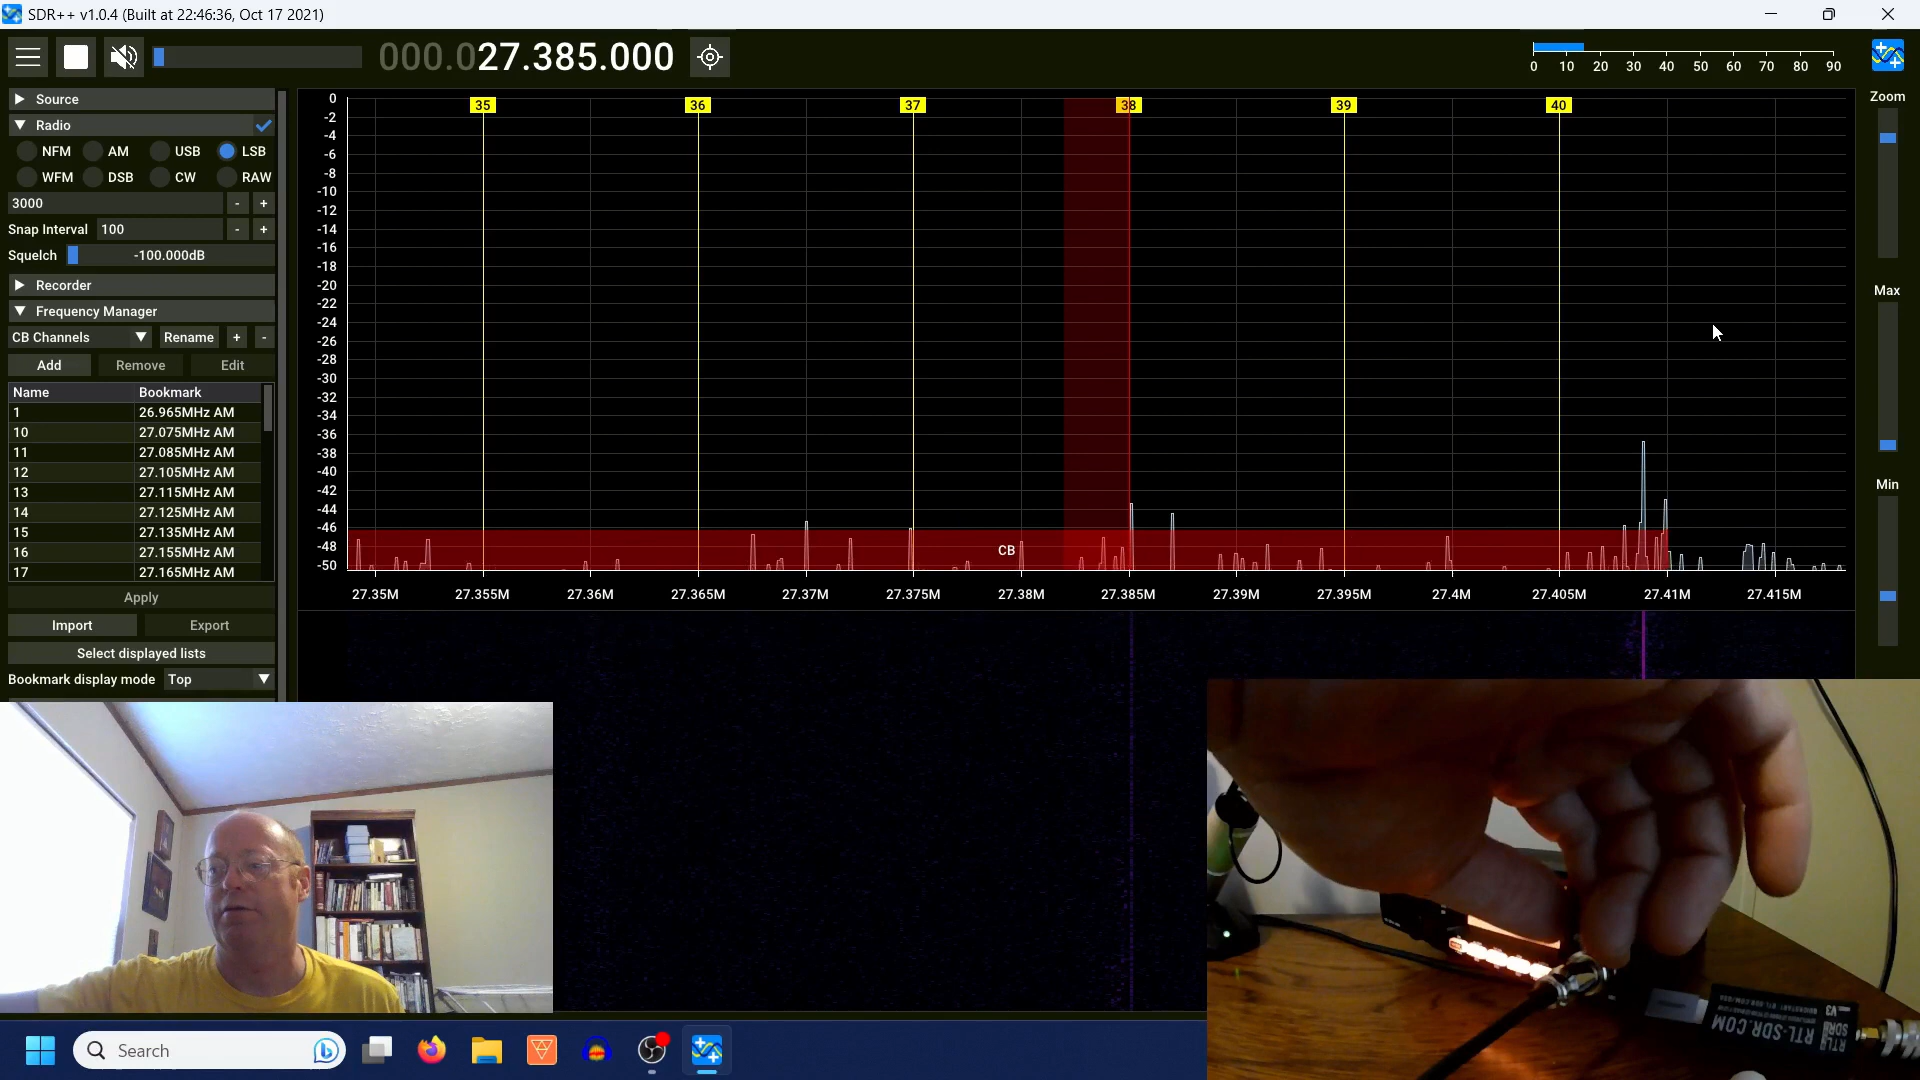 SDR++ v1.0.4 (Built at 22:46:36, Oct 17 2021)
000.027.385.000
0 10 20 30 40 50 60 70 80 90
Source
Radio
NFM AM USB LSB
WFM DSB CW RAW
3000 - +
Snap Interval 100 - +
Squelch -100.000dB
Recorder
Frequency Manager
CB Channels Rename + -
Add Remove Edit
Name Bookmark
1 26.965MHz AM
10 27.075MHz AM
11 27.085MHz AM
12 27.105MHz AM
13 27.115MHz AM
14 27.125MHz AM
15 27.135MHz AM
16 27.155MHz AM
17 27.165MHz AM
Apply
Import Export
Select displayed lists
Bookmark display mode Top
35 36 37 38 39 40
0
-2
-4
-6
-8
-10
-12
-14
-16
-18
-20
-22
-24
-26
-28
-30
-32
-34
-36
-38
-40
-42
-44
-46
-48
-50
CB
27.35M 27.355M 27.36M 27.365M 27.37M 27.375M 27.38M 27.385M 27.39M 27.395M 27.4M 27.405M 27.41M 27.415M
Zoom
Max
Min
RTL-SDR.COM
V3
Search